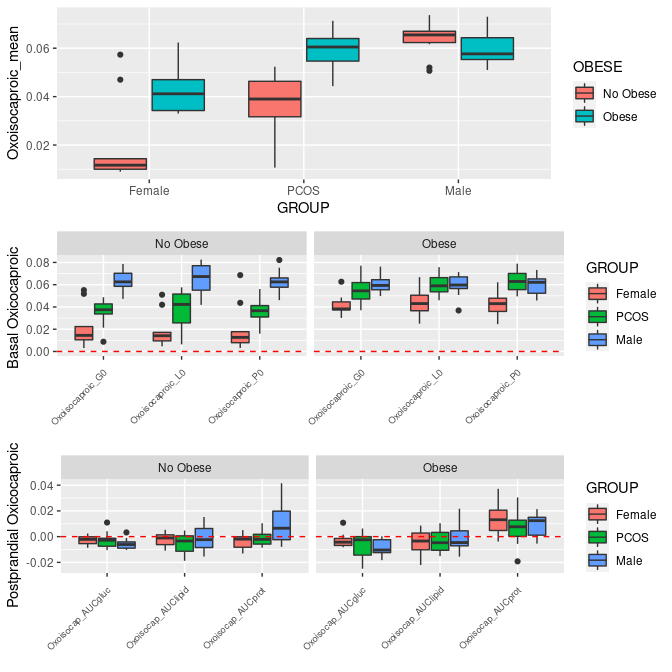 Oxoisocaproic_mean
0.06
0.04
0.02
Female
PCOS
Male
GROUP
OBESE
No Obese
Obese
Basal Oxicocaproic
No Obese
Obese
0.08
0.06
0.04
0.02
0.00
Oxoisocaproic_G0
Oxoisocaproic_L0
Oxoisocaproic_P0
Oxoisocaproic_G0
Oxoisocaproic_L0
Oxoisocaproic_P0
GROUP
Female
PCOS
Male
Postprandial Oxicocaproic
No Obese
Obese
0.04
0.02
0.00
-0.02
Oxoisocap_AUCgluc
Oxoisocap_AUClipid
Oxoisocap_AUCprot
Oxoisocap_AUCgluc
Oxoisocap_AUClipid
Oxoisocap_AUCprot
GROUP
Female
PCOS
Male